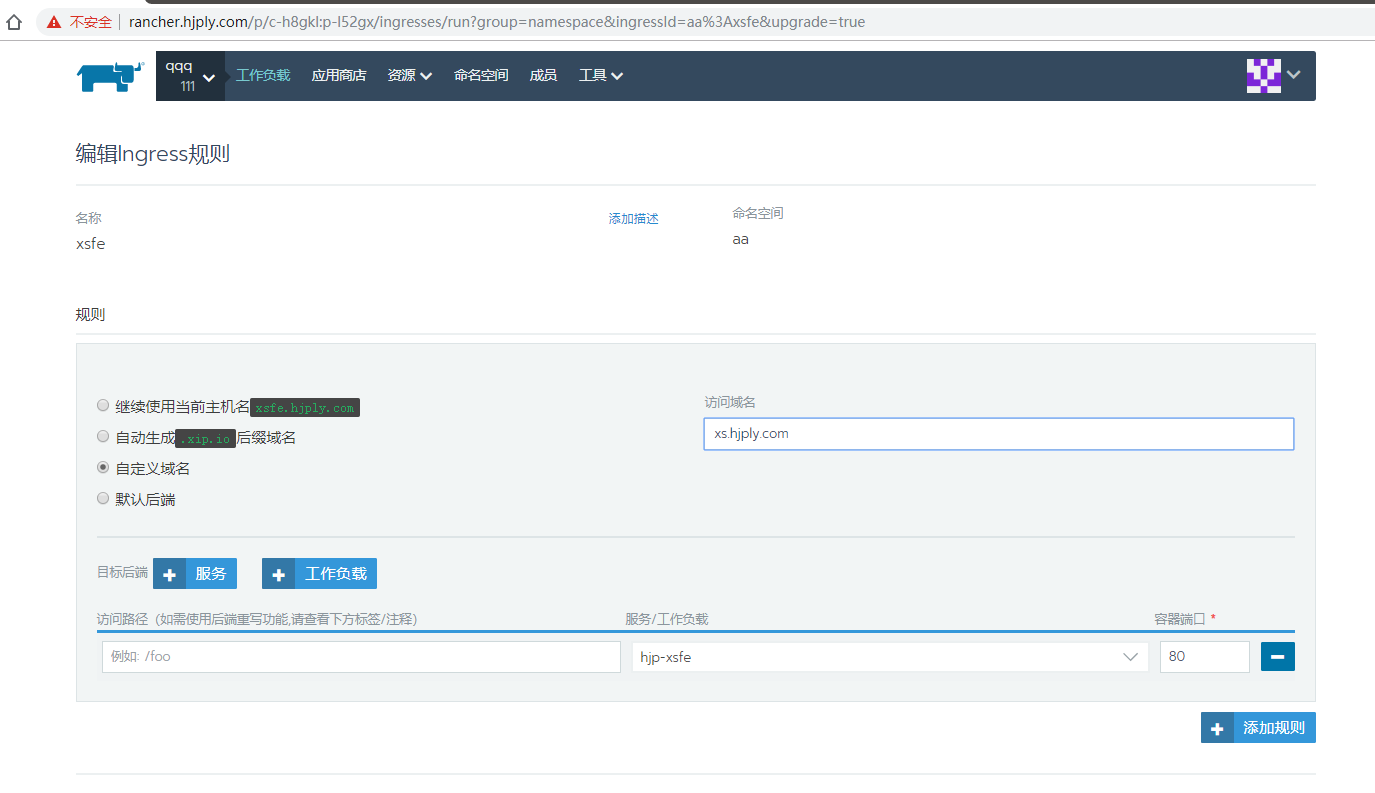 不安全 rancher.hjply.com/p/c-h8gkl:p-l52gx/ingresses/run?group=namespace&ingressId=aa%3Axsfe&upgrade=true
qqq
111
工作负载 应用商店 资源 命名空间 成员 工具
编辑Ingress规则
名称 添加描述 命名空间
xsfe aa
规则
继续使用当前主机名 xsfe.hjply.com
自动生成 .xip.io 后缀域名
自定义域名
默认后端
访问域名
xs.hjply.com
目标后端 服务 工作负载
访问路径（如需使用后端重写功能,请查看下方标签/注释） 服务/工作负载 容器端口 *
例如: /foo hjp-xsfe 80
添加规则